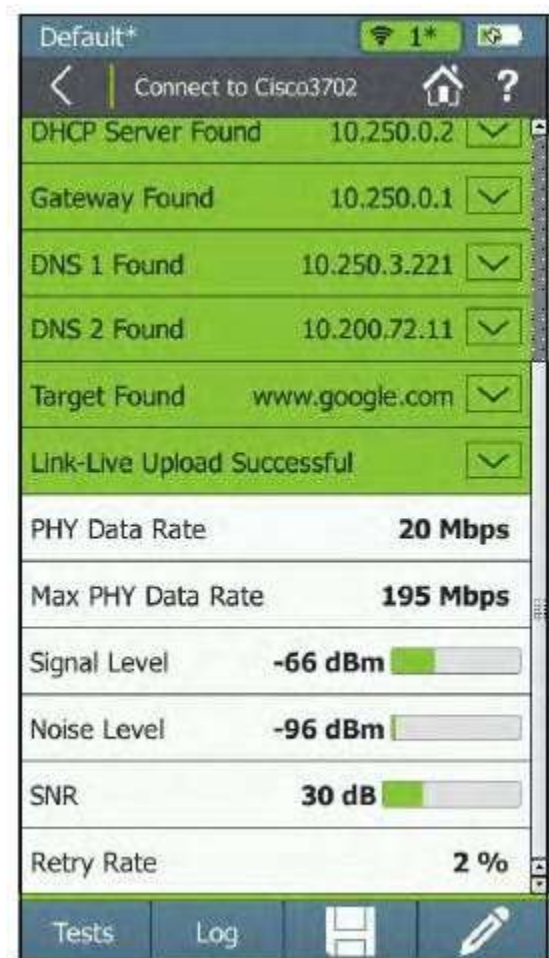 Default* 1*
Connect to Cisco3702 ?
DHCP Server Found 10.250.0.2
Gateway Found 10.250.0.1
DNS 1 Found 10.250.3.221
DNS 2 Found 10.200.72.11
Target Found www.google.com
Link-Live Upload Successful
PHY Data Rate 20 Mbps
Max PHY Data Rate 195 Mbps
Signal Level -66 dBm
Noise Level -96 dBm
SNR 30 dB
Retry Rate 2 %
Tests Log